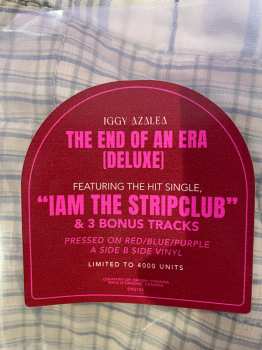 IGGY AZALEA
THE END OF AN ERA
(DELUXE)
FEATURING THE HIT SINGLE,
"IAM THE STRIPCLUB"
& 3 BONUS TRACKS
PRESSED ON RED/BLUE/PURPLE
A SIDE B SIDE VINYL
LIMITED TO 4000 UNITS